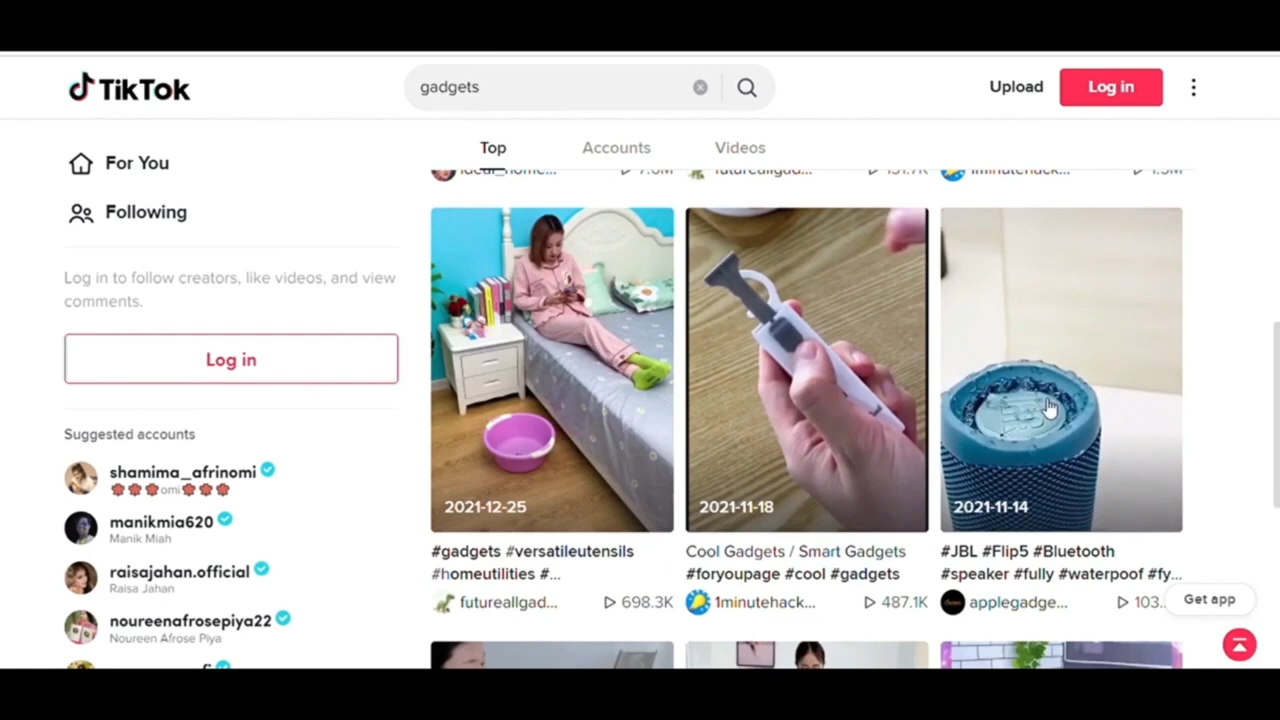 TikTok
gadgets
Upload
Log in
For You
Top
Accounts
Videos
Following
Log in to follow creators, like videos, and view
comments.
Log in
Suggested accounts
shamima_afrinomi
omi
manikmia620
Manik Miah
raisajahan.official
Raisa Jahan
noureenafrosepiya22
Noureen Afrose Piya
2021-12-25
2021-11-18
JBL
2021-11-14
#gadgets #versatileutensils
#homeutilities #...
futureallgad...
698.3K
Cool Gadgets / Smart Gadgets
#foryoupage #cool #gadgets
1minutehack...
487.1K
#JBL #Flip5 #Bluetooth
#speaker #fully #waterpoof #fy...
applegadge...
103..
Get app